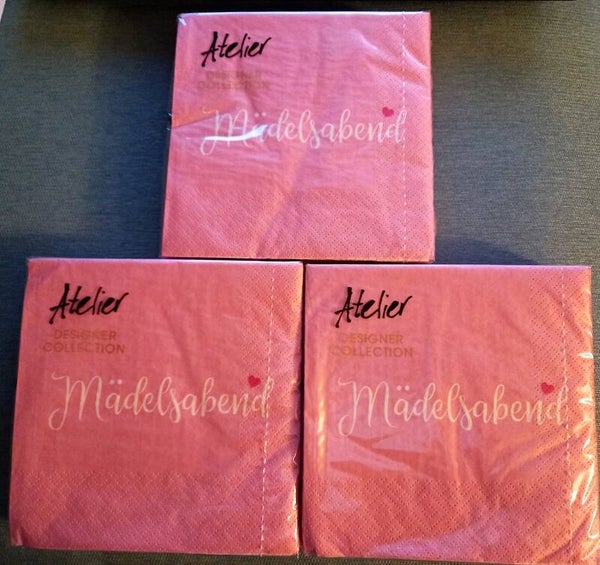 Atelier
DESIGNER
COLLECTION
Mädelsabend
Atelier
DESIGNER
COLLECTION
Mädelsabend
Atelier
DESIGNER
COLLECTION
Mädelsabend